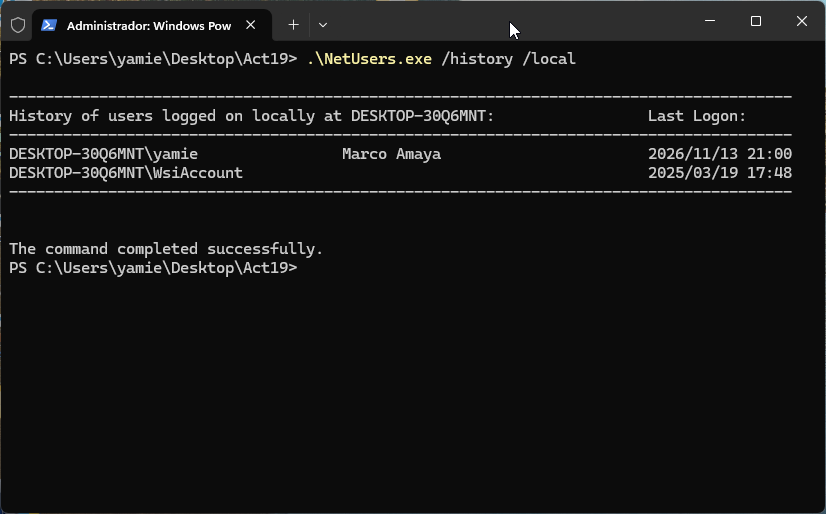 Administrador: Windows Pow
PS C:\Users\yamie\Desktop\Act19> .\NetUsers.exe /history /local
-------------------------------------------------------------------------------------
History of users logged on locally at DESKTOP-30Q6MNT: Last Logon:
-------------------------------------------------------------------------------------
DESKTOP-30Q6MNT\yamie Marco Amaya 2026/11/13 21:00
DESKTOP-30Q6MNT\WsiAccount 2025/03/19 17:48
-------------------------------------------------------------------------------------
The command completed successfully.
PS C:\Users\yamie\Desktop\Act19>